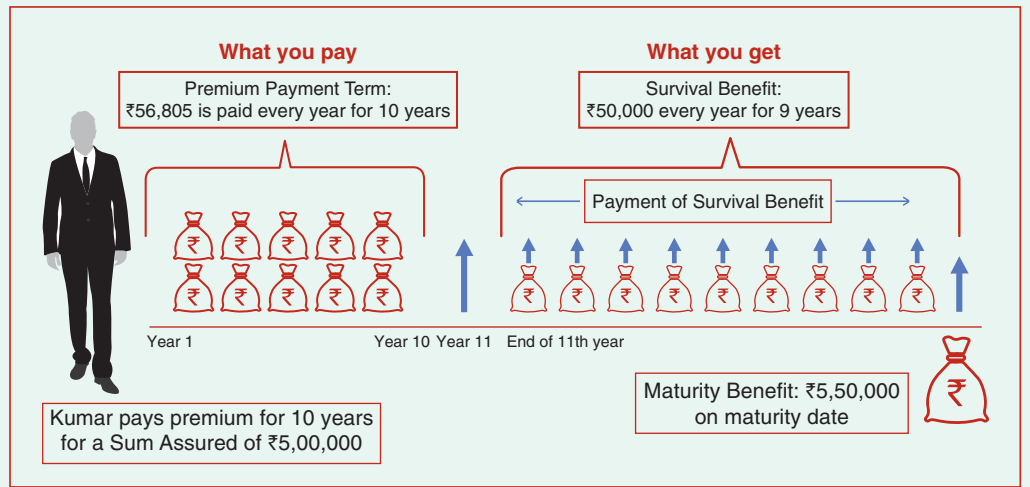 What you pay
Premium Payment Term:
₹56,805 is paid every year for 10 years
What you get
Survival Benefit:
₹50,000 every year for 9 years
Payment of Survival Benefit
₹ ₹ ₹ ₹ ₹
₹ ₹ ₹ ₹ ₹
₹ ₹ ₹ ₹ ₹ ₹ ₹ ₹ ₹
Year 1
Year 10 Year 11 End of 11th year
Kumar pays premium for 10 years
for a Sum Assured of ₹5,00,000
Maturity Benefit: ₹5,50,000
on maturity date
₹